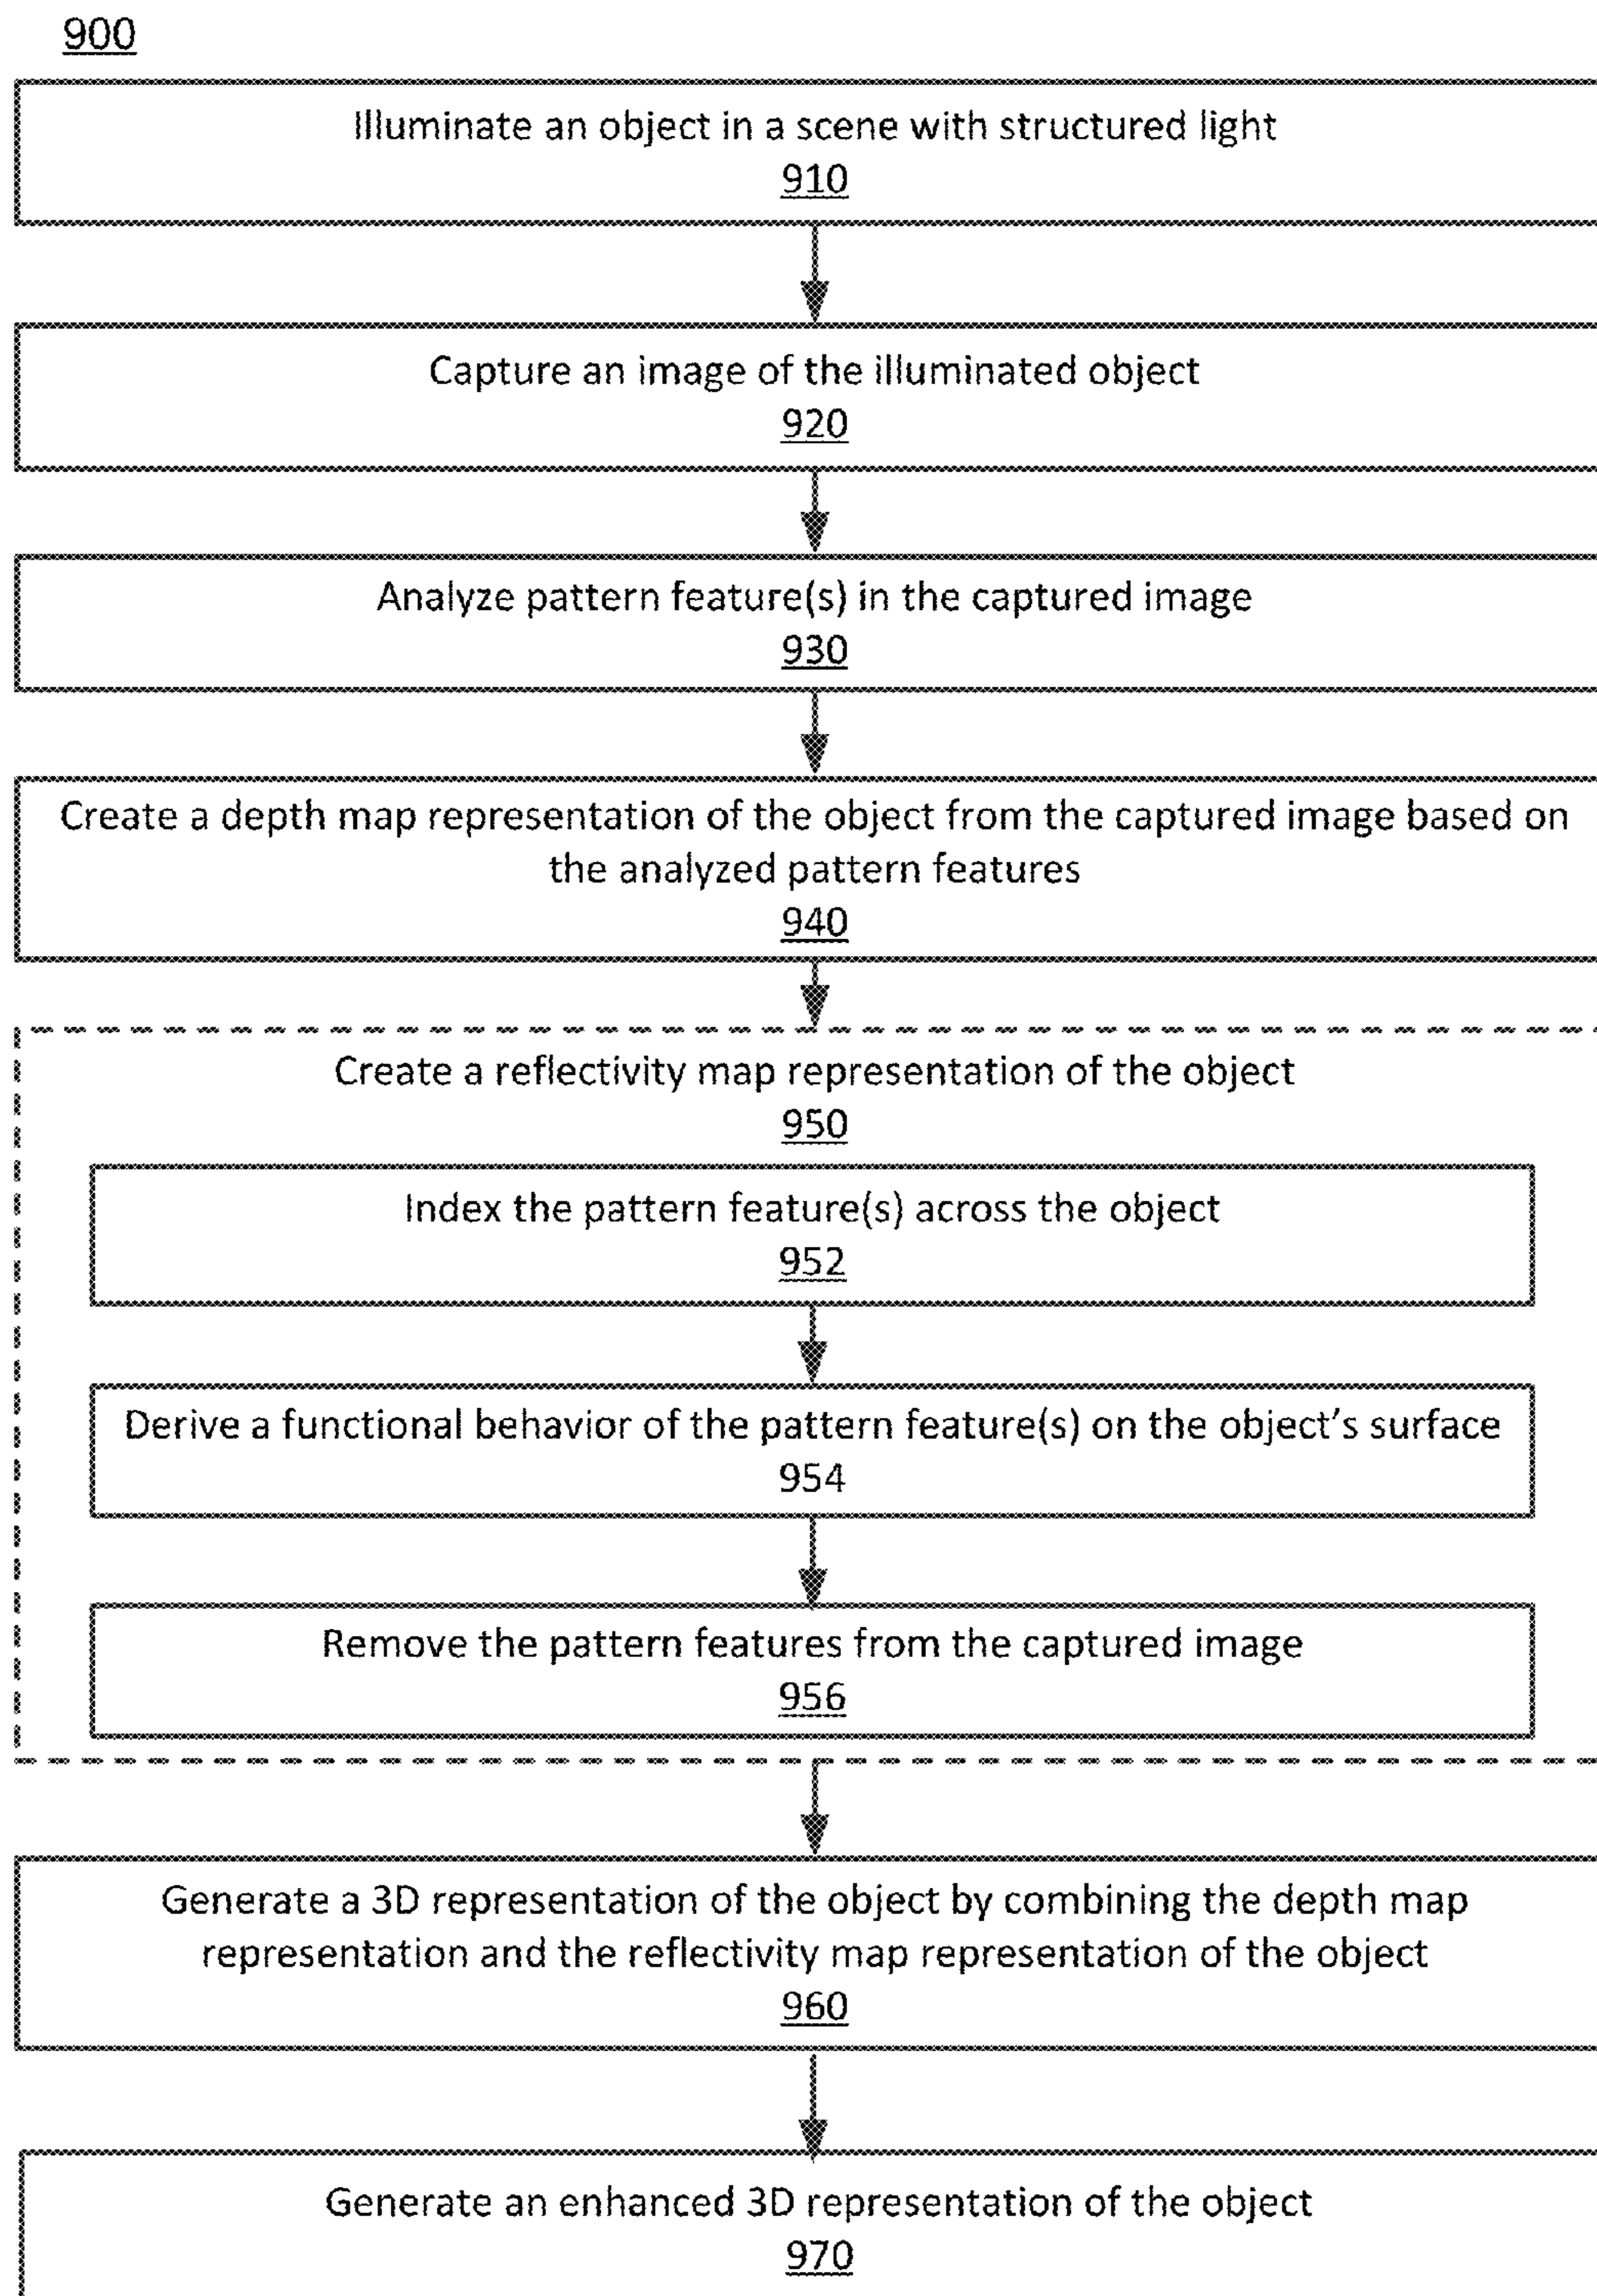 900
Illuminate an object in a scene with structured light
910
Capture an image of the illuminated object
920
Analyze pattern feature(s) in the captured image
930
Create a depth map representation of the object from the captured image based on
the analyzed pattern features
940
Create a reflectivity map representation of the object
950
Index the pattern feature(s) across the object
952
Derive a functional behavior of the pattern feature(s) on the object's surface
954
Remove the pattern features from the captured image
956
Generate a 3D representation of the object by combining the depth map
representation and the reflectivity map representation of the object
960
Generate an enhanced 3D representation of the object
970